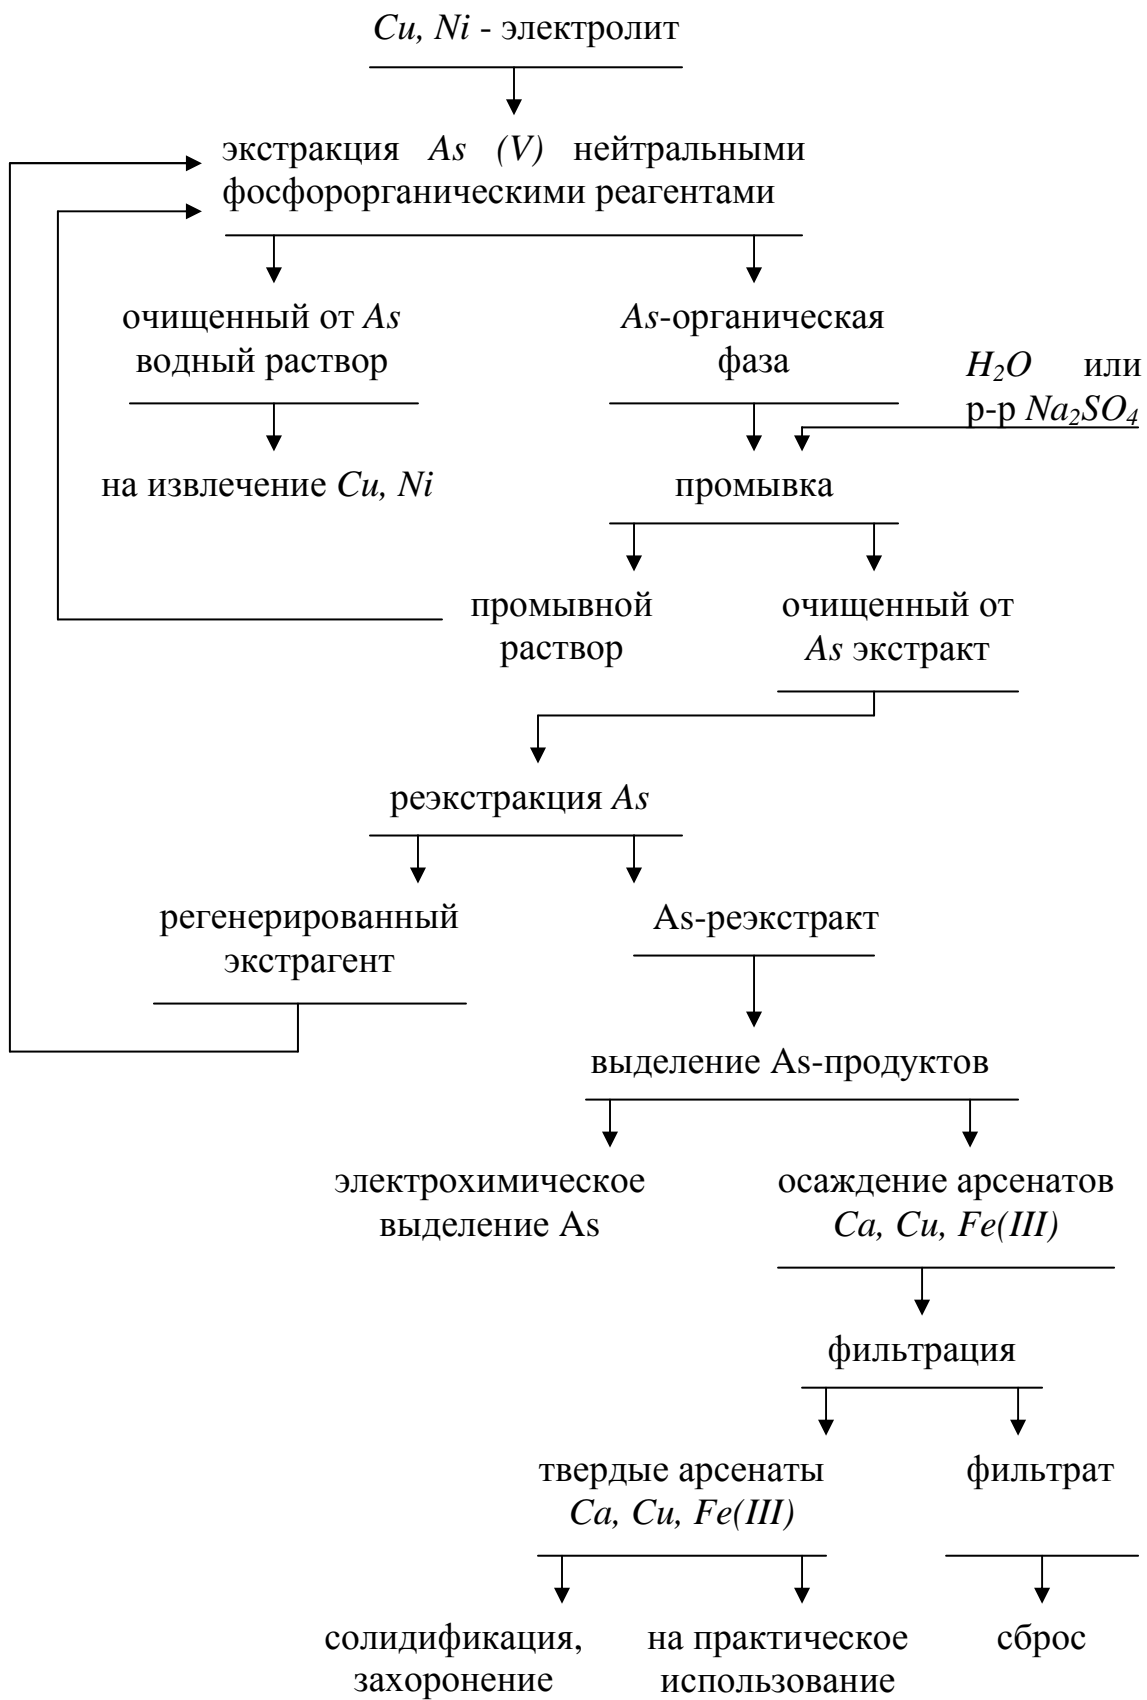 Cu, Ni - электролит
экстракция As (V) нейтральными
фосфорорганическими реагентами
очищенный от As
водный раствор
As-органическая
фаза
H₂O или
р-р Na₂SO₄
на извлечение Cu, Ni
промывка
промывной
раствор
очищенный от
As экстракт
реэкстракция As
регенерированный
экстрагент
As-реэкстракт
выделение As-продуктов
электрохимическое
выделение As
осаждение арсенатов
Ca, Cu, Fe(III)
фильтрация
твердые арсенаты
Ca, Cu, Fe(III)
фильтрат
солидификация,
захоронение
на практическое
использование
сброс